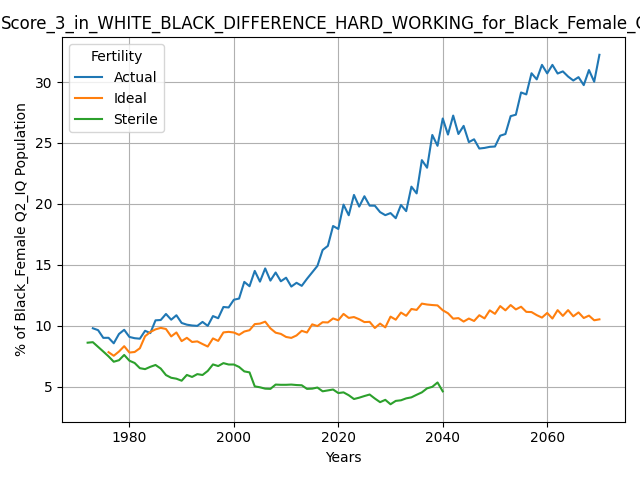 Score_3_in_WHITE_BLACK_DIFFERENCE_HARD_WORKING_for_Black_Female_
% of Black_Female Q2_IQ Population
Fertility
Actual
Ideal
Sterile
30
25
20
15
10
5
1980 2000 2020 2040 2060
Years